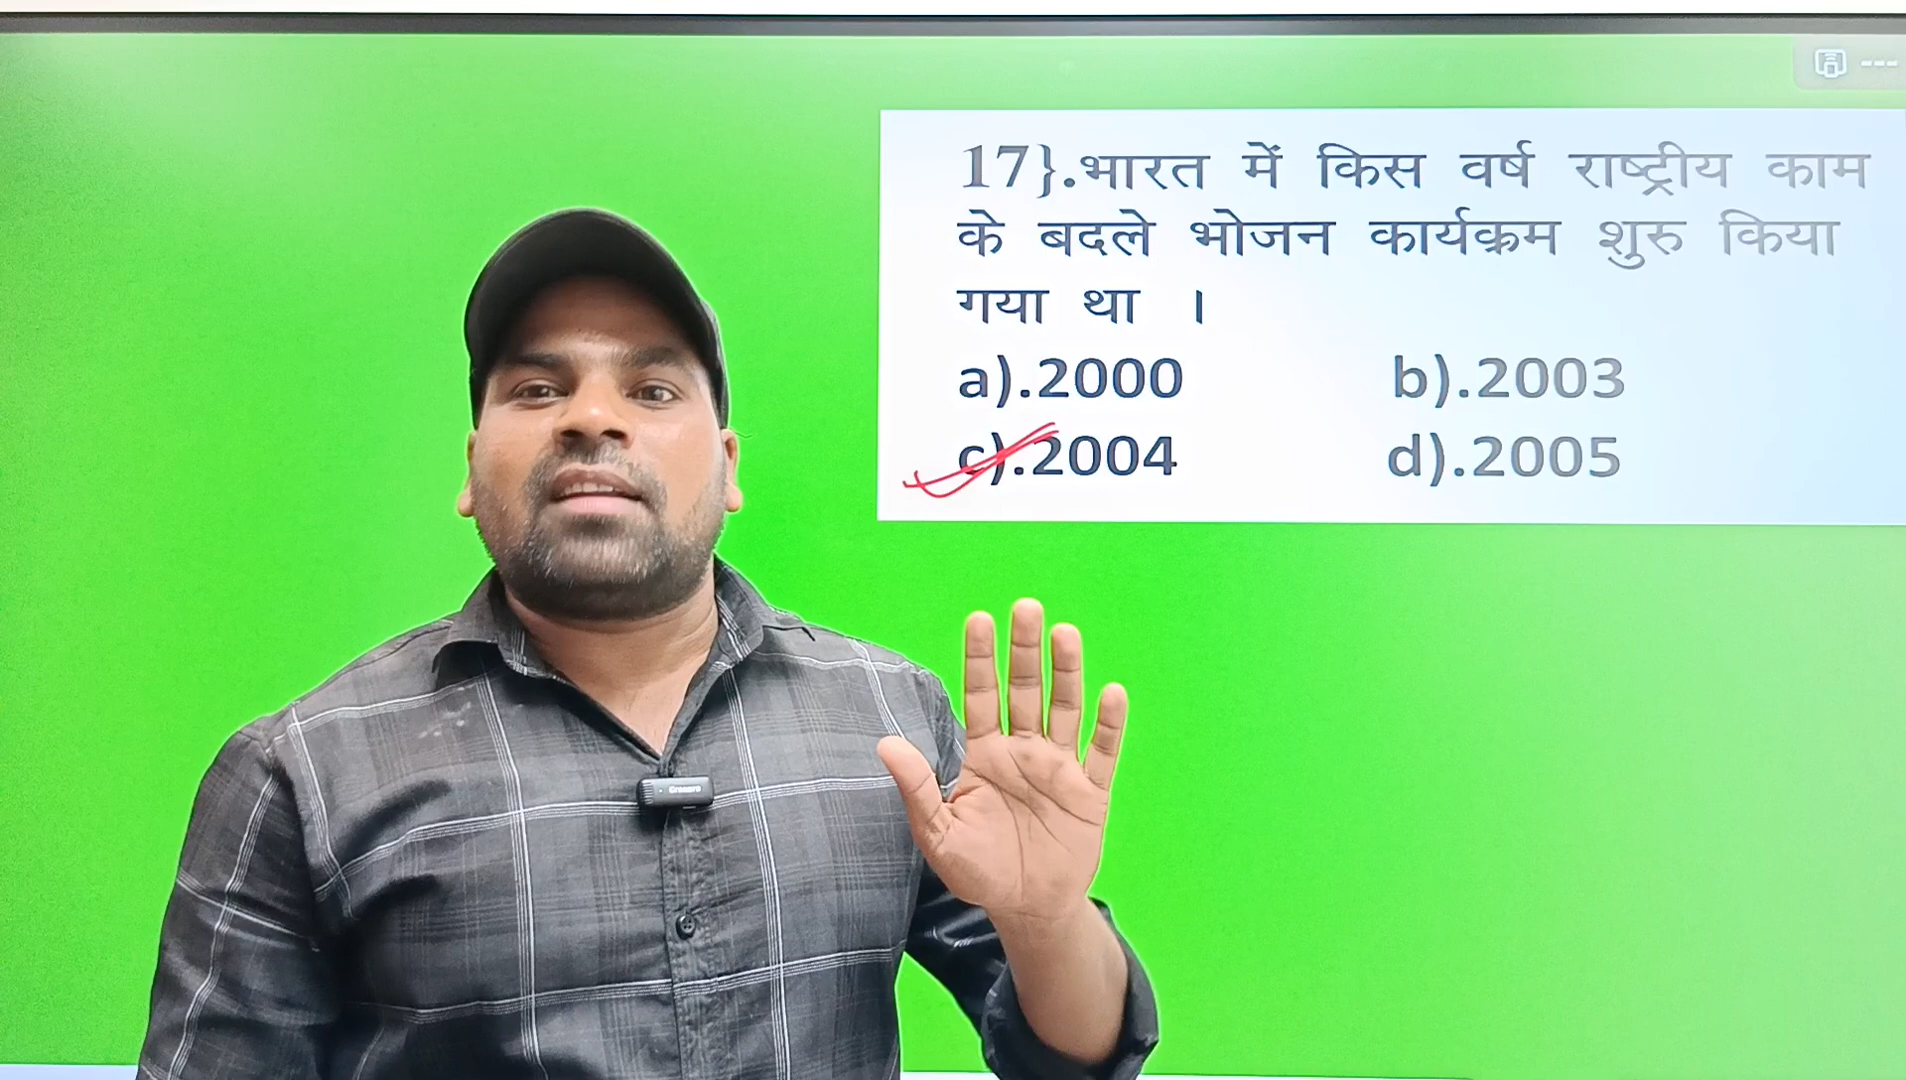 17}.भारत में किस वर्ष राष्ट्रीय काम
के बदले भोजन कार्यक्रम शुरु किया
गया था ।
a).2000 b).2003
c).2004 d).2005